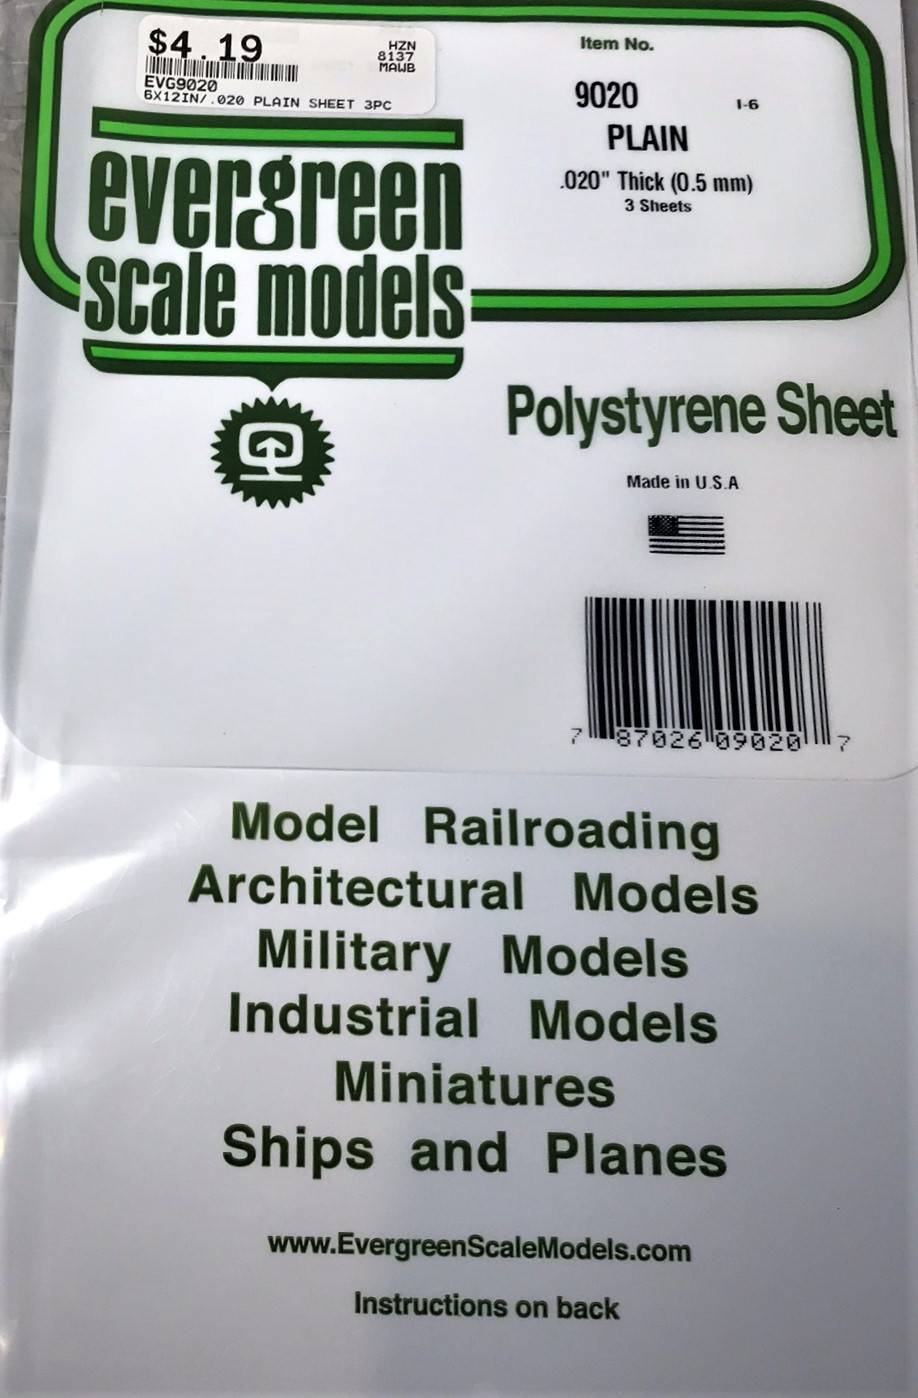 $4.19
HZN
8137
MAWB
EVG9020
6X12IN/.020 PLAIN SHEET 3PC
Item No.
9020 I-6
PLAIN
.020" Thick (0.5 mm)
3 Sheets
evergreen
scale models
Polystyrene Sheet
Made in U.S.A
7 87026 09020 7
Model Railroading
Architectural Models
Military Models
Industrial Models
Miniatures
Ships and Planes
www.EvergreenScaleModels.com
Instructions on back